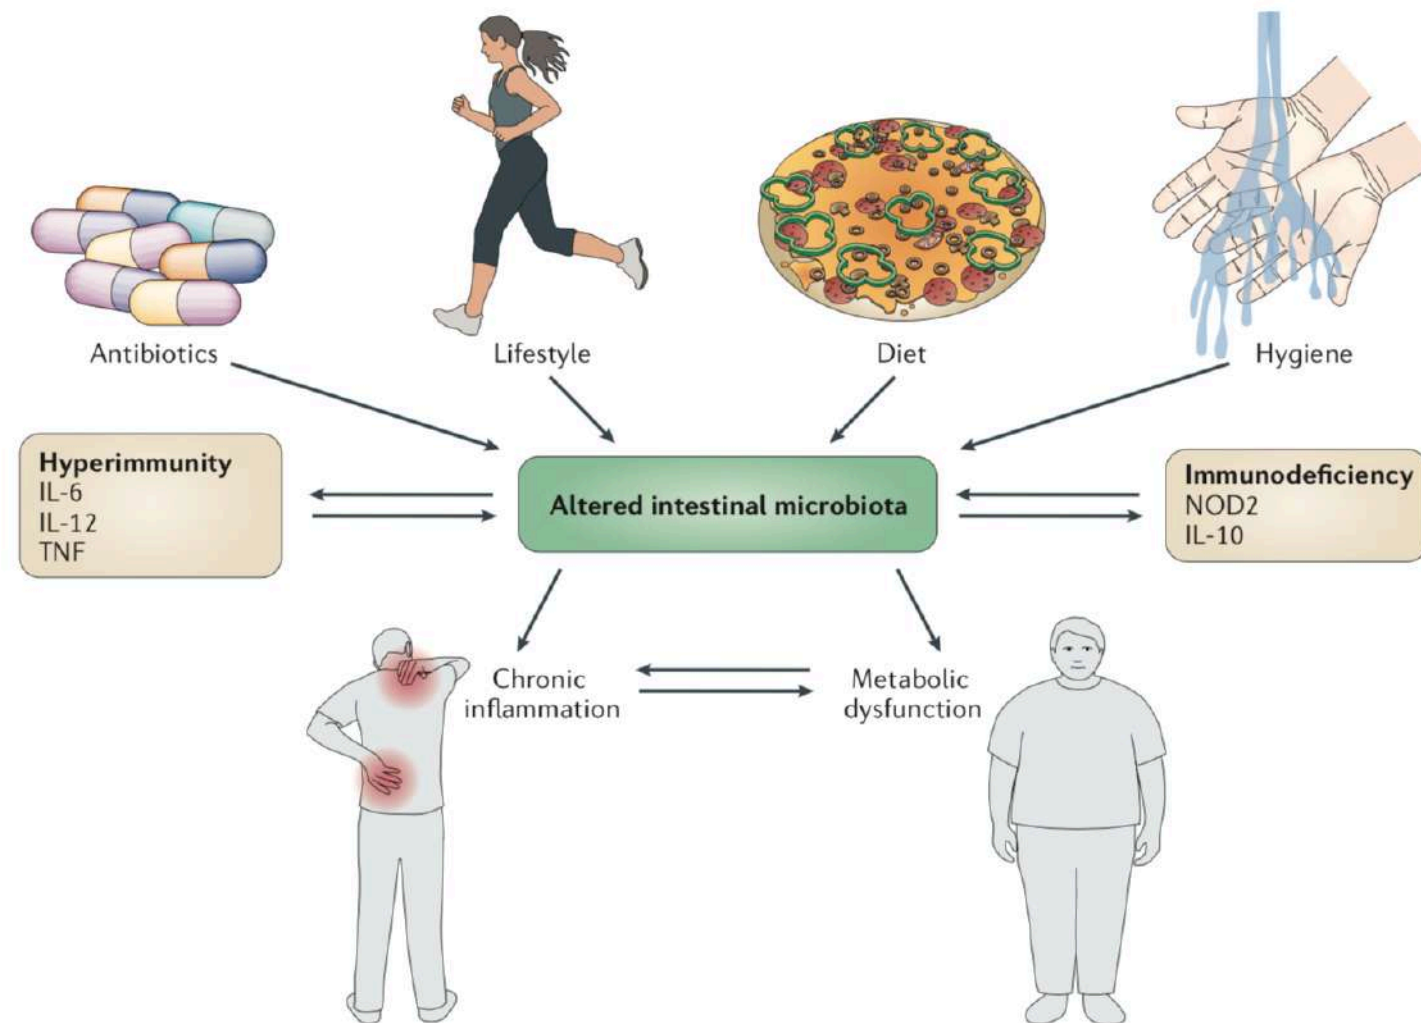 Antibiotics
Lifestyle
Diet
Hygiene
Hyperimmunity
IL-6
IL-12
TNF
Altered intestinal microbiota
Immunodeficiency
NOD2
IL-10
Chronic
inflammation
Metabolic
dysfunction